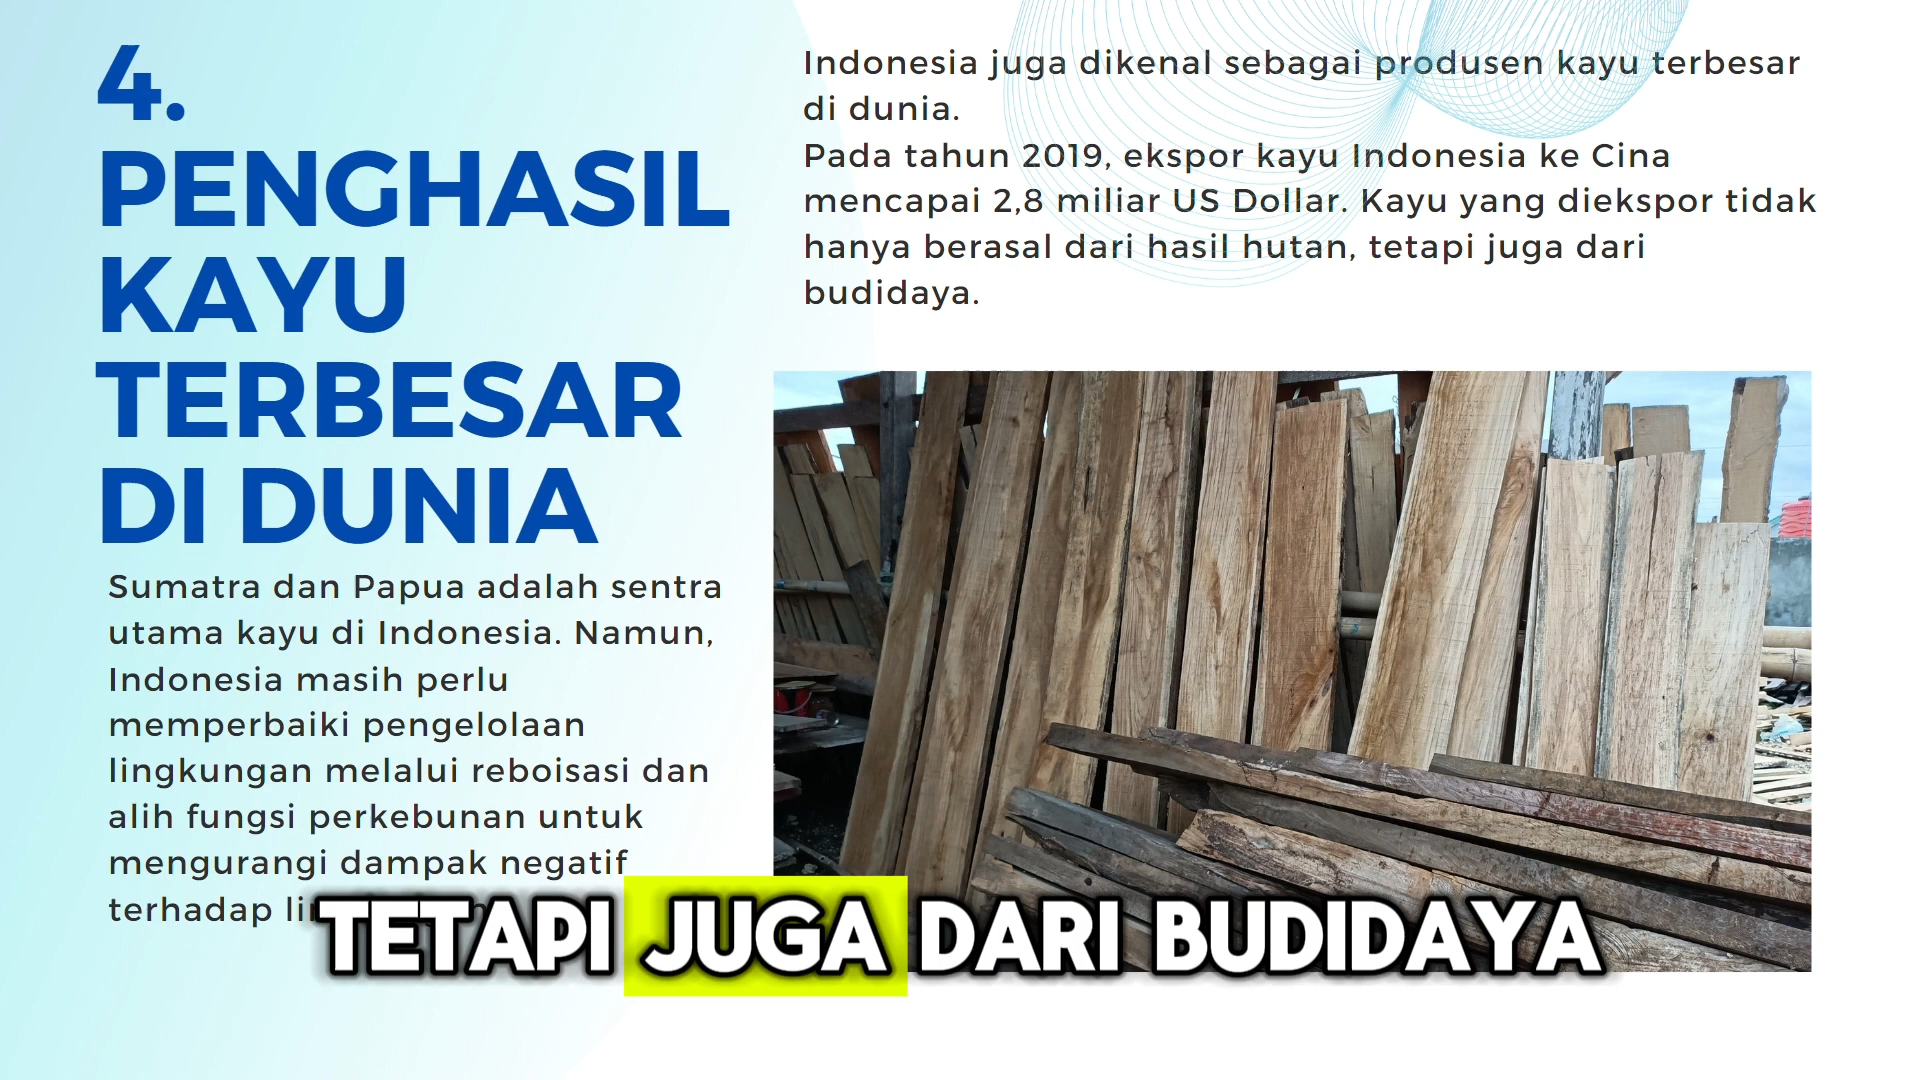 4.
PENGHASIL
KAYU
TERBESAR
DI DUNIA
Sumatra dan Papua adalah sentra
utama kayu di Indonesia. Namun,
Indonesia masih perlu
memperbaiki pengelolaan
lingkungan melalui reboisasi dan
alih fungsi perkebunan untuk
mengurangi dampak negatif
terhadap
Indonesia juga dikenal sebagai produsen kayu terbesar
di dunia.
Pada tahun 2019, ekspor kayu Indonesia ke Cina
mencapai 2,8 miliar US Dollar. Kayu yang diekspor tidak
hanya berasal dari hasil hutan, tetapi juga dari
budidaya.
TETAPI JUGA DARI BUDIDAYA